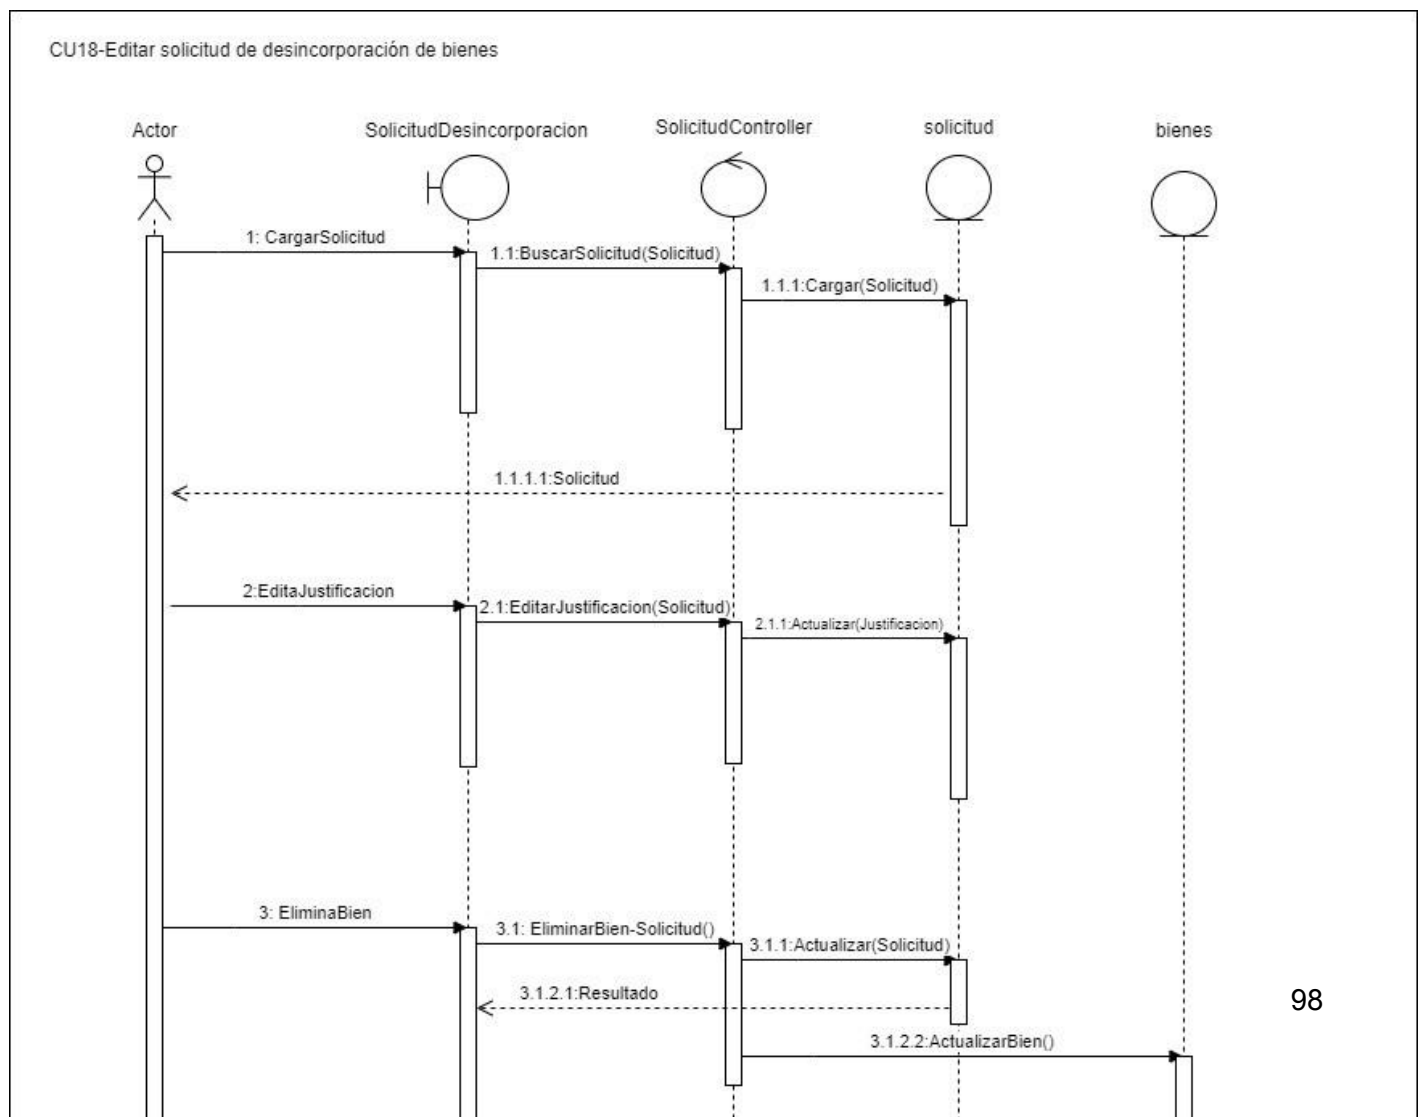 CU18-Editar solicitud de desincorporación de bienes
Actor
SolicitudDesincorporacion
SolicitudController
solicitud
bienes
1: CargarSolicitud
1.1:BuscarSolicitud(Solicitud)
1.1.1:Cargar(Solicitud)
1.1.1.1:Solicitud
2:EditaJustificacion
2.1:EditarJustificacion(Solicitud)
2.1.1:Actualizar(Justificacion)
3: EliminaBien
3.1: EliminarBien-Solicitud()
3.1.1:Actualizar(Solicitud)
3.1.2.1:Resultado
98
3.1.2.2:ActualizarBien()